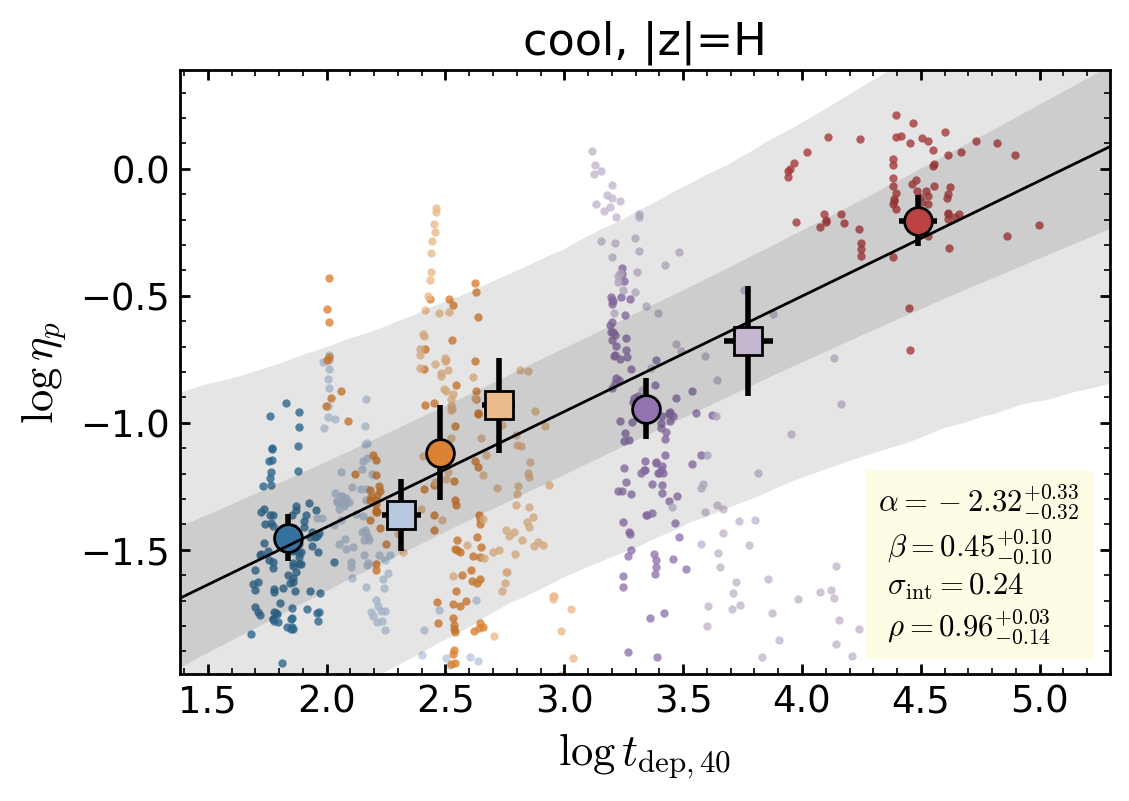 cool, |z|=H
log η_p
0.0
−0.5
−1.0
−1.5
α = − 2.32^{+0.33}_{−0.32}
β = 0.45^{+0.10}_{−0.10}
σ_int = 0.24
ρ = 0.96^{+0.03}_{−0.14}
1.5 2.0 2.5 3.0 3.5 4.0 4.5 5.0
log t_{dep, 40}